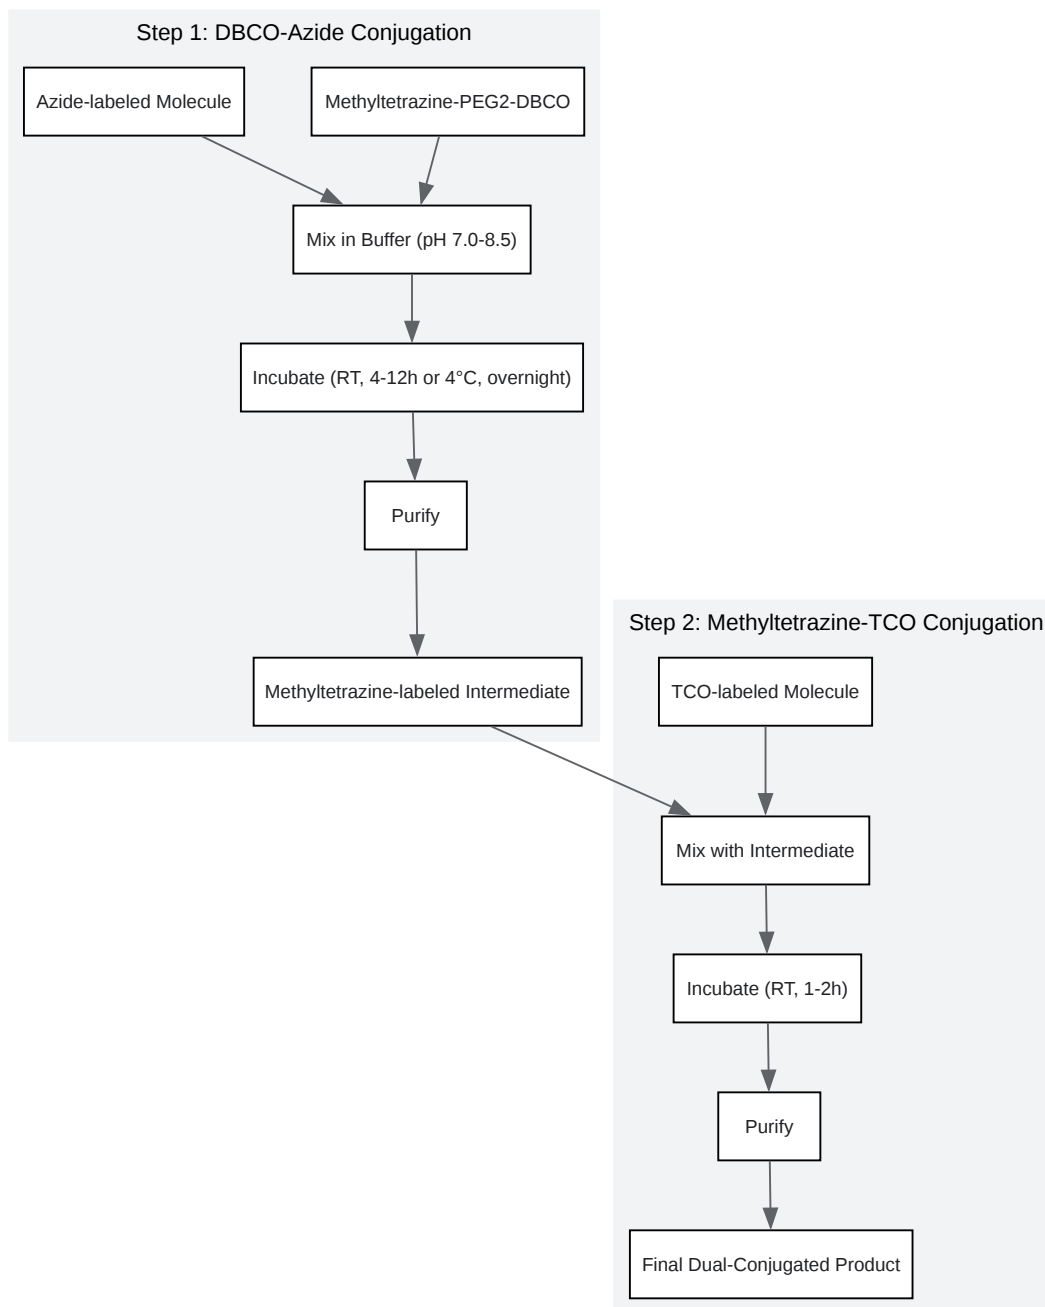 Step 1: DBCO-Azide Conjugation
Azide-labeled Molecule
Methyltetrazine-PEG2-DBCO
Mix in Buffer (pH 7.0-8.5)
Incubate (RT, 4-12h or 4°C, overnight)
Purify
Methyltetrazine-labeled Intermediate
Step 2: Methyltetrazine-TCO Conjugation
TCO-labeled Molecule
Mix with Intermediate
Incubate (RT, 1-2h)
Purify
Final Dual-Conjugated Product